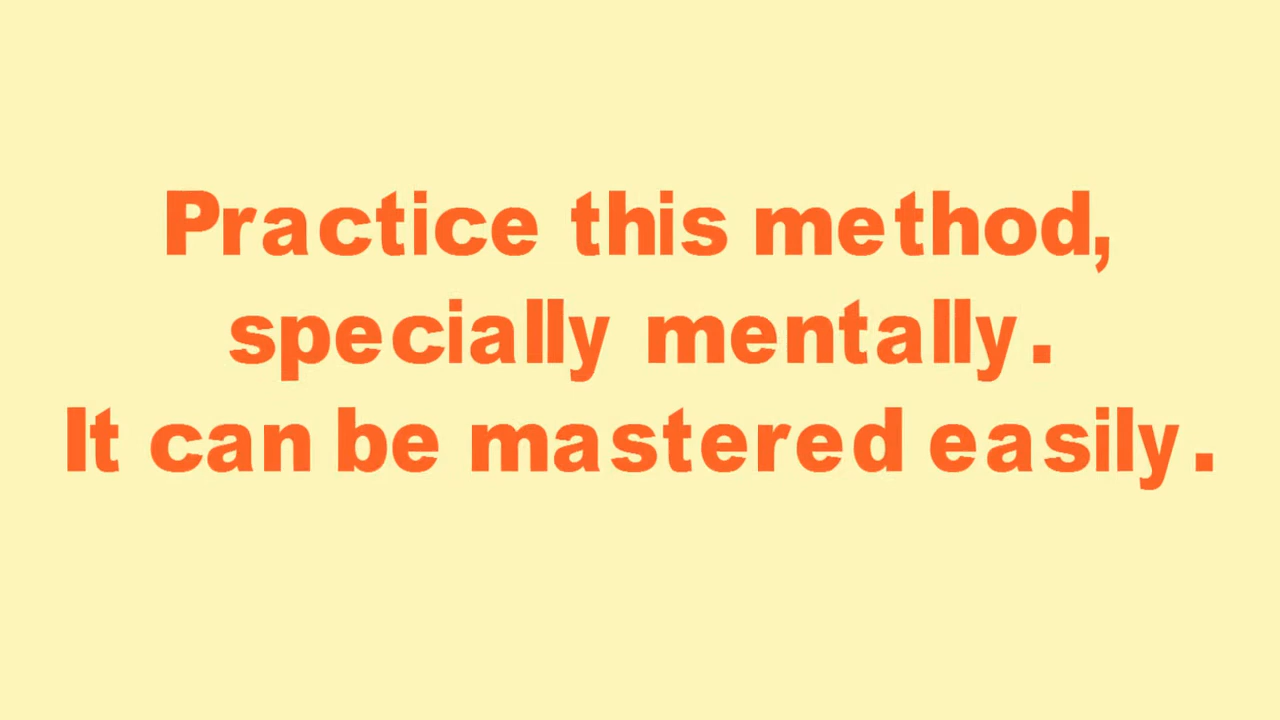 Practice this method,
specially mentally.
It can be mastered easily.